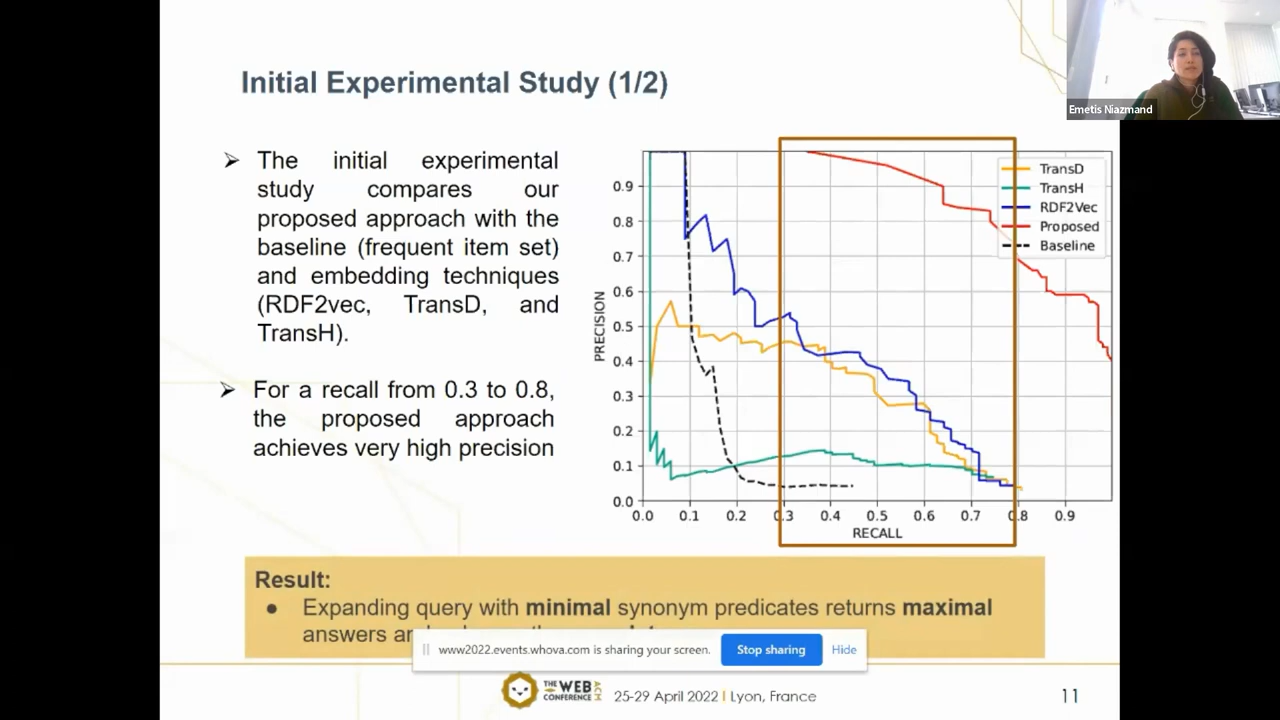 Initial Experimental Study (1/2)
Emetis Niazmand
➢ The initial experimental
study compares our
proposed approach with the
baseline (frequent item set)
and embedding techniques
(RDF2vec, TransD, and
TransH).
➢ For a recall from 0.3 to 0.8,
the proposed approach
achieves very high precision
TransD
TransH
RDF2Vec
Proposed
Baseline
PRECISION
0.9
0.8
0.7
0.6
0.5
0.4
0.3
0.2
0.1
0.0
0.0 0.1 0.2 0.3 0.4 0.5 0.6 0.7 0.8 0.9
RECALL
Result:
● Expanding query with minimal synonym predicates returns maximal
answers
www2022.events.whova.com is sharing your screen. Stop sharing Hide
THE WEB CONFERENCE ACM
25-29 April 2022 I Lyon, France
11